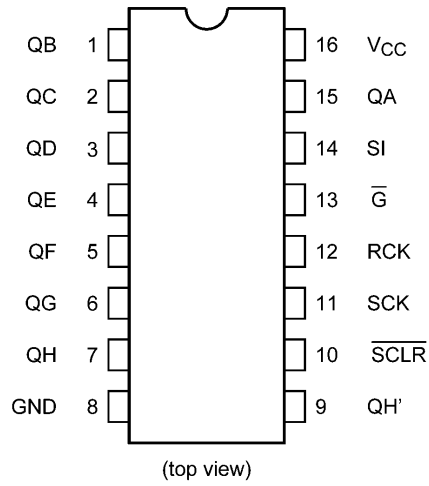 QB 1 16 VCC
QC 2 15 QA
QD 3 14 SI
QE 4 13 G̅
QF 5 12 RCK
QG 6 11 SCK
QH 7 10 S̅C̅L̅R̅
GND 8 9 QH’
(top view)